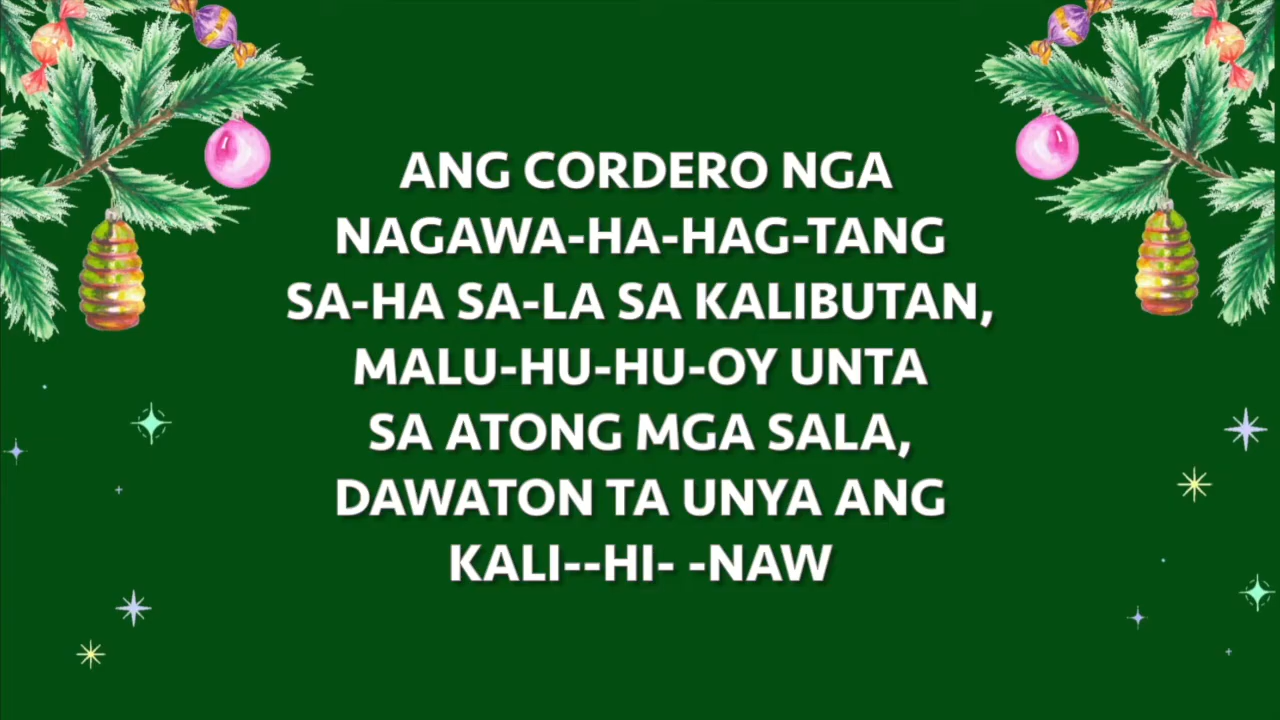 ANG CORDERO NGA
NAGAWA-HA-HAG-TANG
SA-HA SA-LA SA KALIBUTAN,
MALU-HU-HU-OY UNTA
SA ATONG MGA SALA,
DAWATON TA UNYA ANG
KALI--HI- -NAW